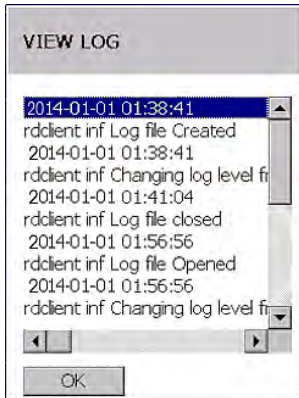 VIEW LOG
2014-01-01 01:38:41
rdclient inf Log file Created
2014-01-01 01:38:41
rdclient inf Changing log level fr
2014-01-01 01:41:04
rdclient inf Log file closed
2014-01-01 01:56:56
rdclient inf Log file Opened
2014-01-01 01:56:56
rdclient inf Changing log level fr
OK